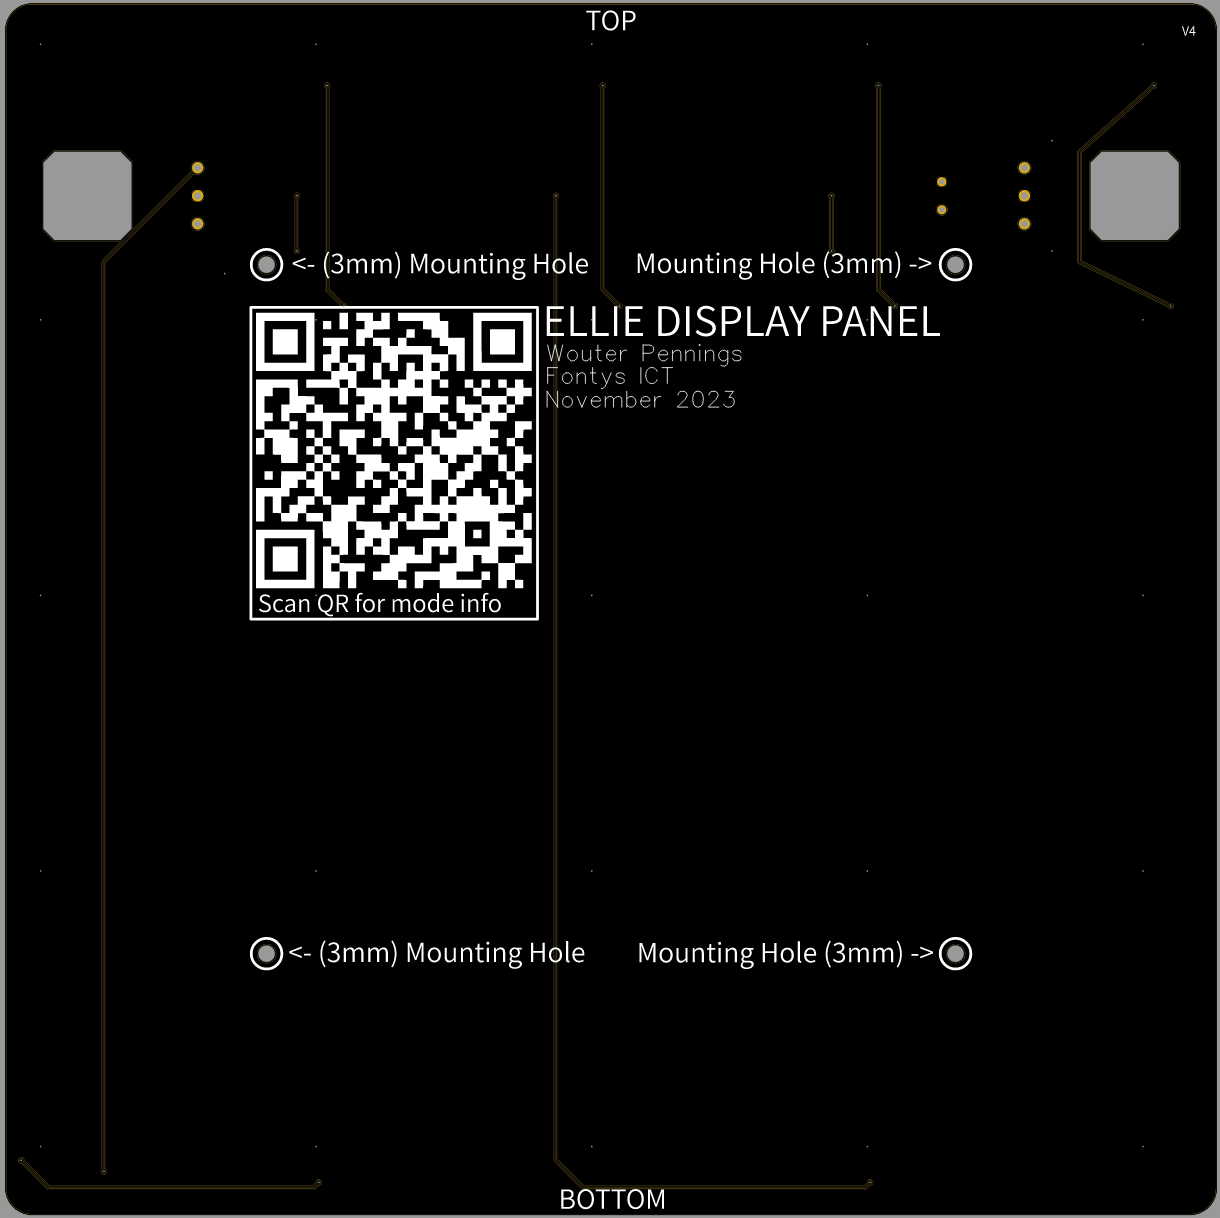 TOP
V4
<- (3mm) Mounting Hole
Mounting Hole (3mm) ->
ELLIE DISPLAY PANEL
Wouter Pennings
Fontys ICT
November 2023
Scan QR for mode info
<- (3mm) Mounting Hole
Mounting Hole (3mm) ->
BOTTOM